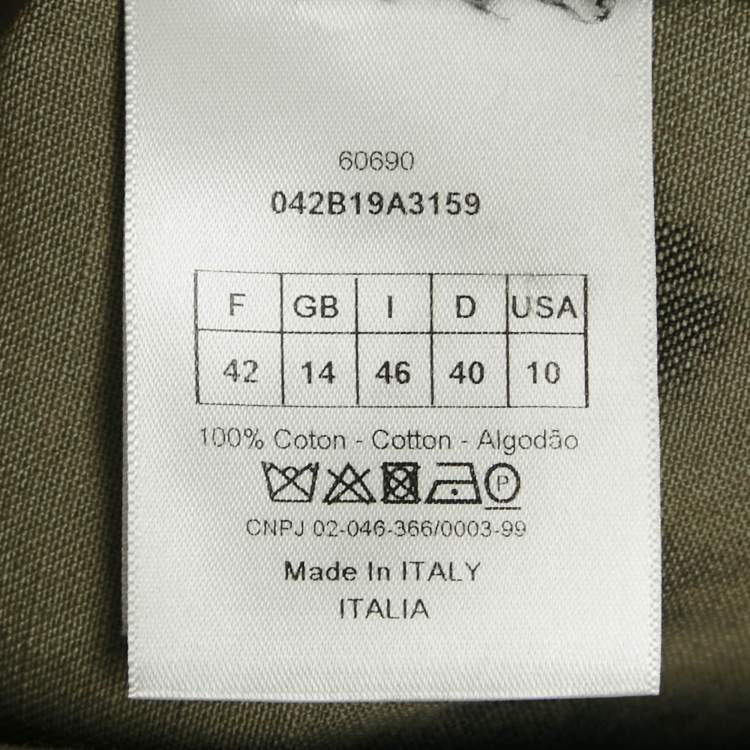 60690
042B19A3159
F GB I D USA
42 14 46 40 10
100% Coton - Cotton - Algodão
P
CNPJ 02-046-366/0003-99
Made In ITALY
ITALIA